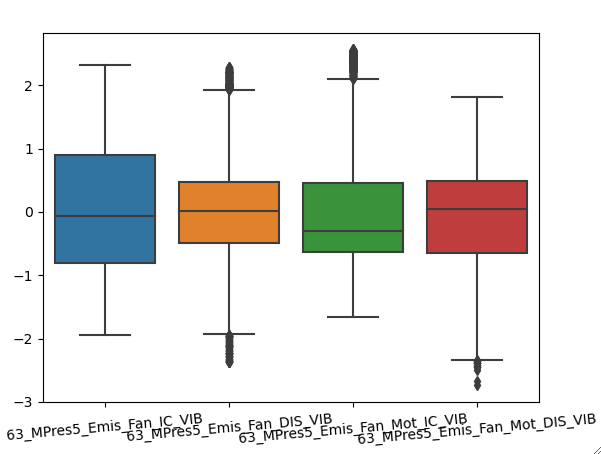 2
1
0
−1
−2
−3
63_MPres5_Emis_Fan_IC_VIB
63_MPres5_Emis_Fan_DIS_VIB
63_MPres5_Emis_Fan_Mot_IC_VIB
63_MPres5_Emis_Fan_Mot_DIS_VIB